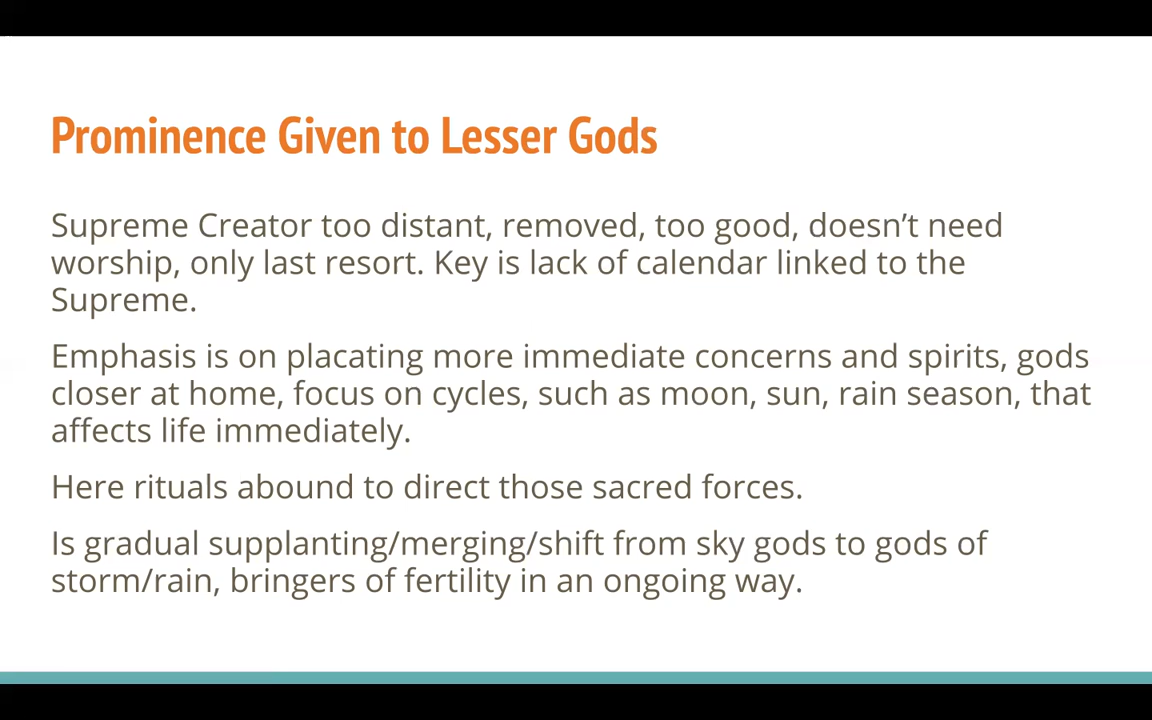 Prominence Given to Lesser Gods
Supreme Creator too distant, removed, too good, doesn’t need
worship, only last resort. Key is lack of calendar linked to the
Supreme.
Emphasis is on placating more immediate concerns and spirits, gods
closer at home, focus on cycles, such as moon, sun, rain season, that
affects life immediately.
Here rituals abound to direct those sacred forces.
Is gradual supplanting/merging/shift from sky gods to gods of
storm/rain, bringers of fertility in an ongoing way.